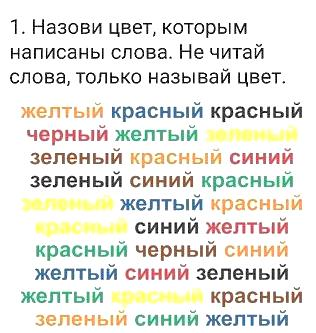 1. Назови цвет, которым
написаны слова. Не читай
слова, только называй цвет.
желтый красный красный
черный желтый зеленый
зеленый красный синий
зеленый синий красный
зеленый желтый красный
красный синий желтый
красный черный синий
желтый синий зеленый
желтый красный красный
зеленый синий желтый